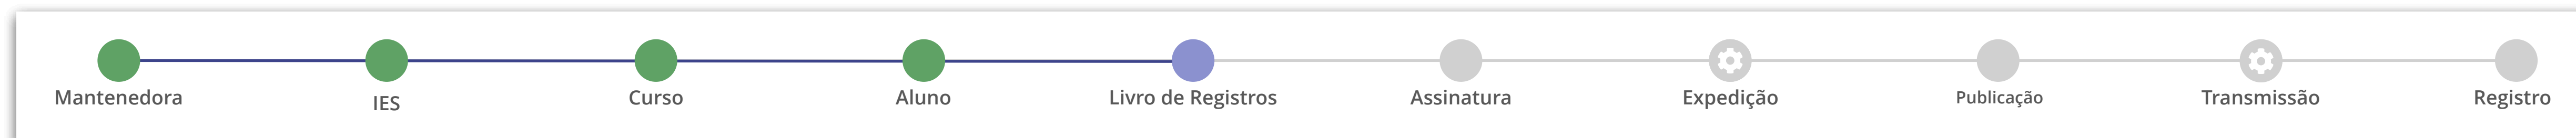 Mantenedora IES Curso Aluno Livro de Registros Assinatura Expedição Publicação Transmissão Registro